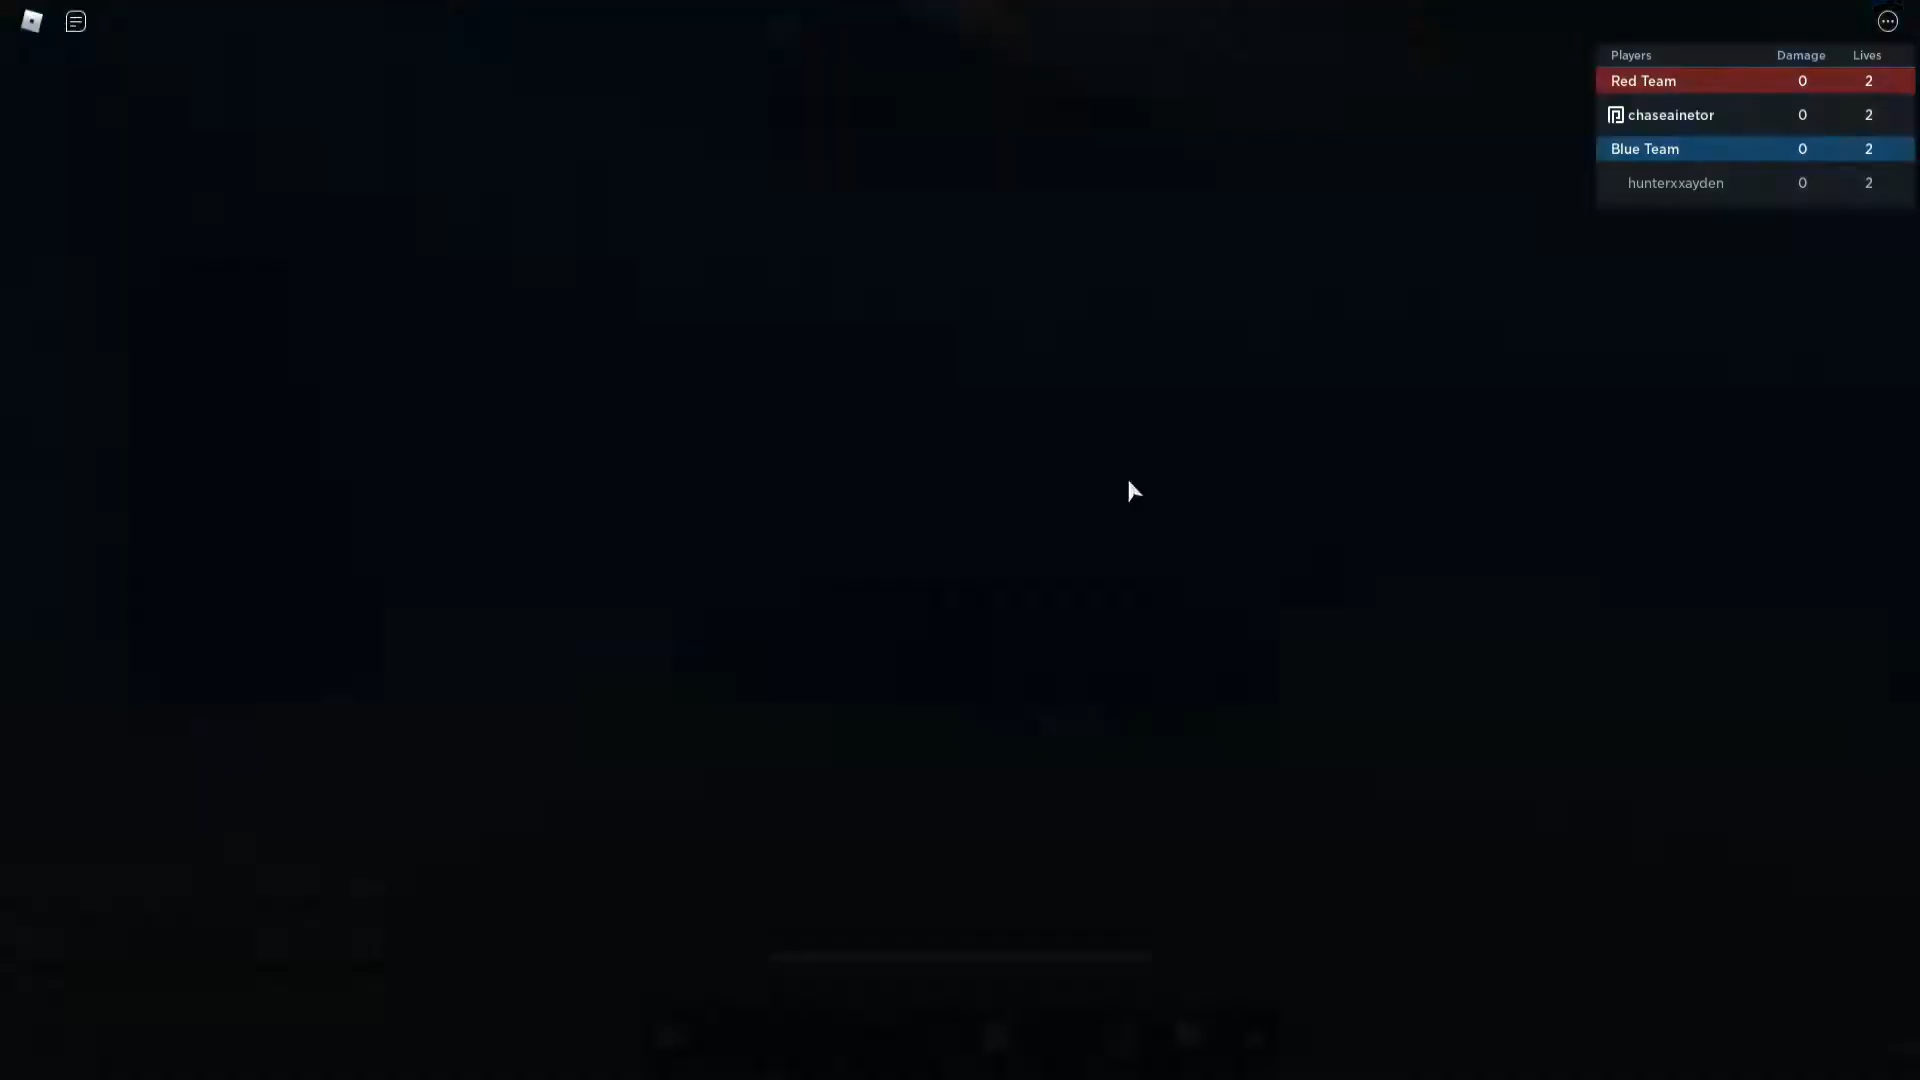 Players Damage Lives
Red Team 0 2
chaseainetor 0 2
Blue Team 0 2
hunterxxayden 0 2